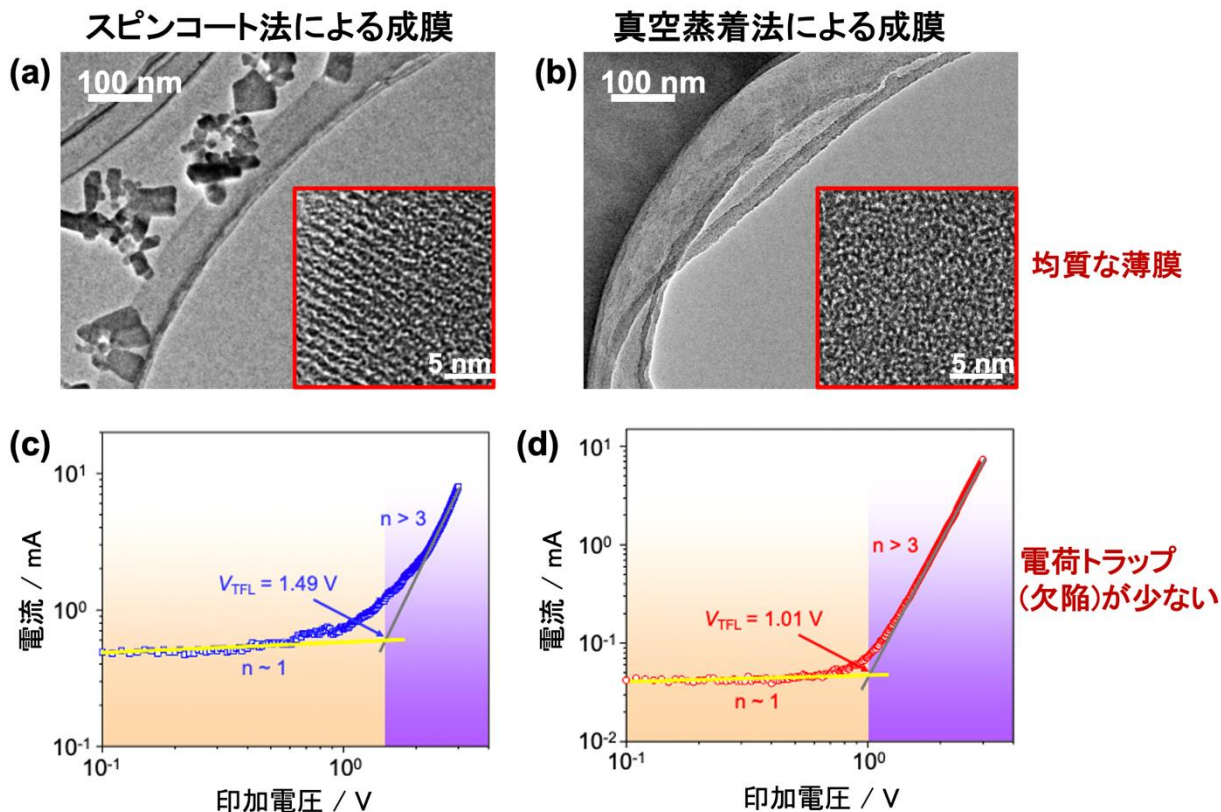 スピンコート法による成膜
真空蒸着法による成膜
(a)
100 nm
5 nm
(b)
100 nm
5 nm
均質な薄膜
(c)
10¹
10⁰
10⁻¹
電流 / mA
n > 3
V_TFL = 1.49 V
n ~ 1
10⁻¹
10⁰
印加電圧 / V
(d)
10¹
10⁰
10⁻¹
10⁻²
電流 / mA
n > 3
V_TFL = 1.01 V
n ~ 1
10⁻¹
10⁰
印加電圧 / V
電荷トラップ
(欠陥)が少ない